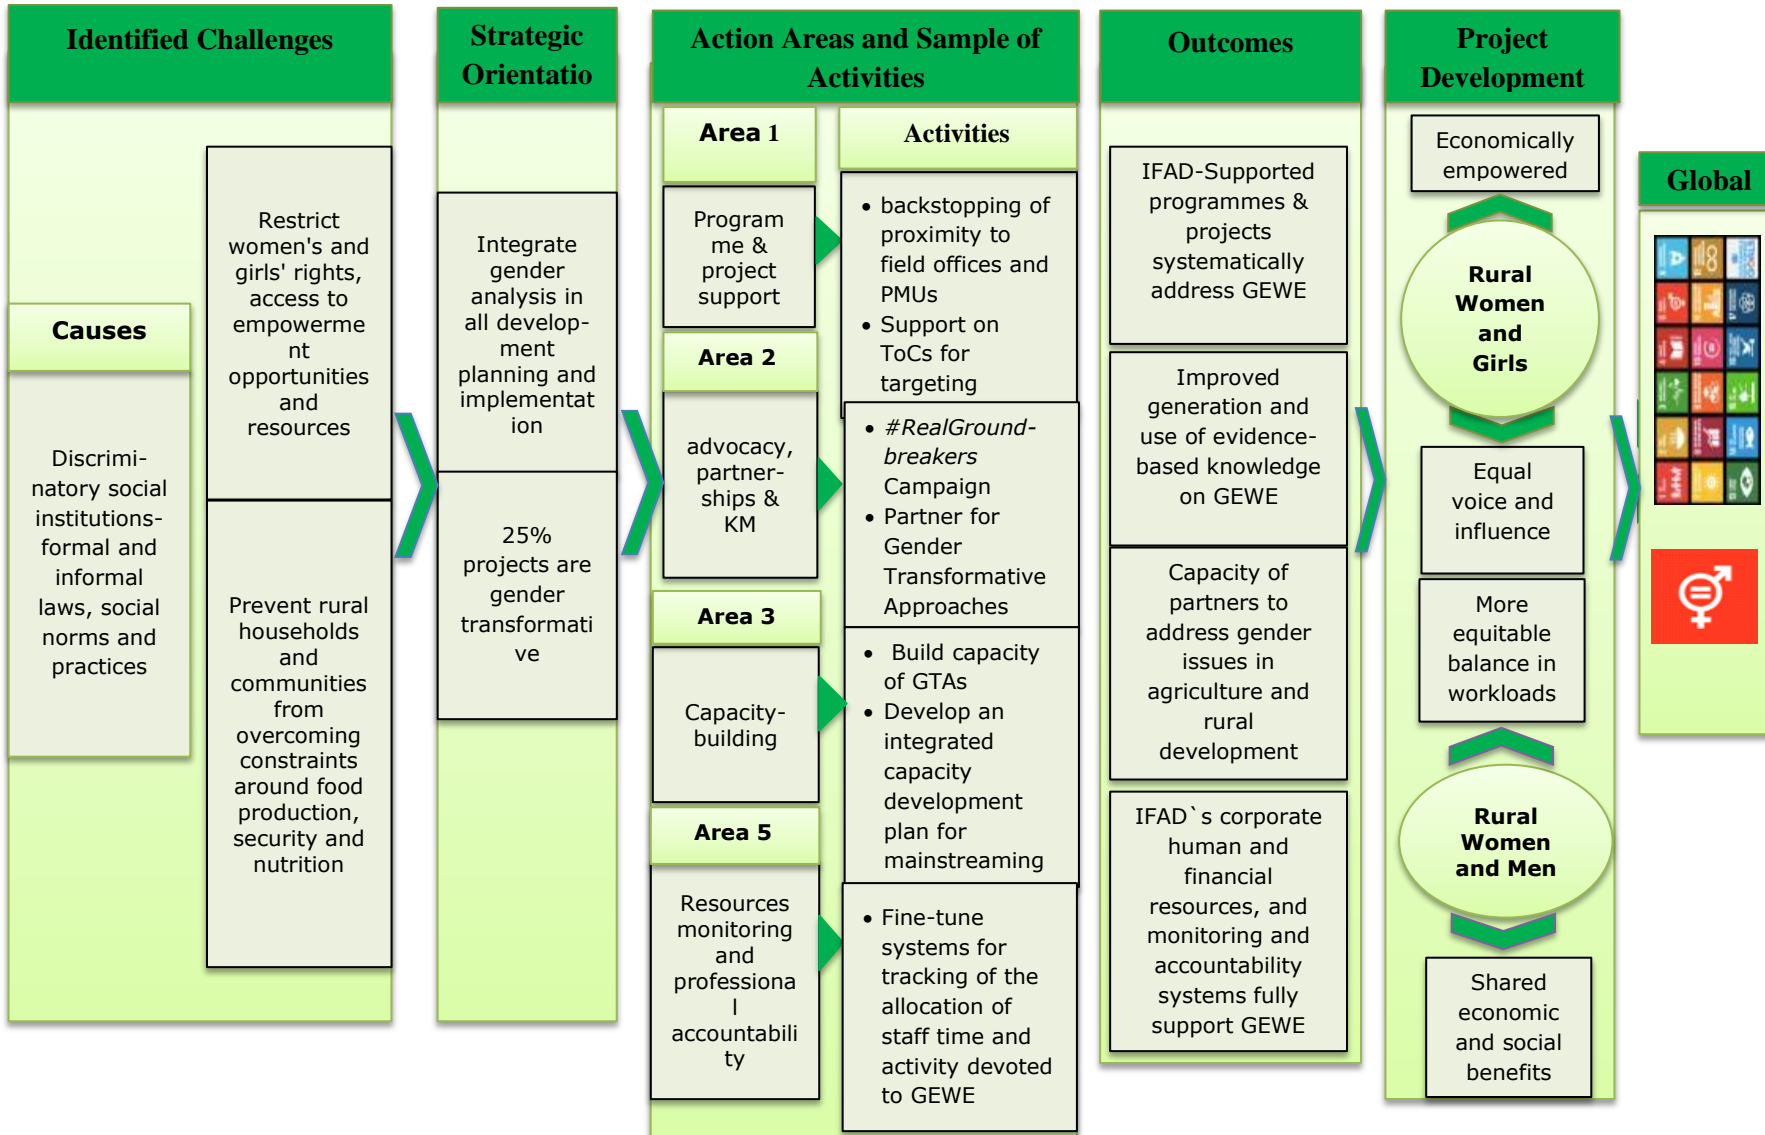 Identified Challenges
Causes
Discrimi-
natory social
institutions-
formal and
informal
laws, social
norms and
practices
Restrict
women's and
girls' rights,
access to
empowerme
nt
opportunities
and
resources
Prevent rural
households
and
communities
from
overcoming
constraints
around food
production,
security and
nutrition
Strategic
Orientatio
Integrate
gender
analysis in
all develop-
ment
planning and
implementat
ion
25%
projects are
gender
transformati
ve
Action Areas and Sample of
Activities
Area 1
Activities
Program
me &
project
support
• backstopping of
proximity to
field offices and
PMUs
• Support on
ToCs for
targeting
Area 2
advocacy,
partner-
ships &
KM
• #RealGround-
breakers
Campaign
• Partner for
Gender
Transformative
Approaches
Area 3
Capacity-
building
• Build capacity
of GTAs
• Develop an
integrated
capacity
development
plan for
mainstreaming
Area 5
Resources
monitoring
and
professiona
l
accountabili
ty
• Fine-tune
systems for
tracking of the
allocation of
staff time and
activity devoted
to GEWE
Outcomes
IFAD-Supported
programmes &
projects
systematically
address GEWE
Improved
generation and
use of evidence-
based knowledge
on GEWE
Capacity of
partners to
address gender
issues in
agriculture and
rural
development
IFAD`s corporate
human and
financial
resources, and
monitoring and
accountability
systems fully
support GEWE
Project
Development
Economically
empowered
Rural
Women
and
Girls
Equal
voice and
influence
More
equitable
balance in
workloads
Rural
Women
and Men
Shared
economic
and social
benefits
Global